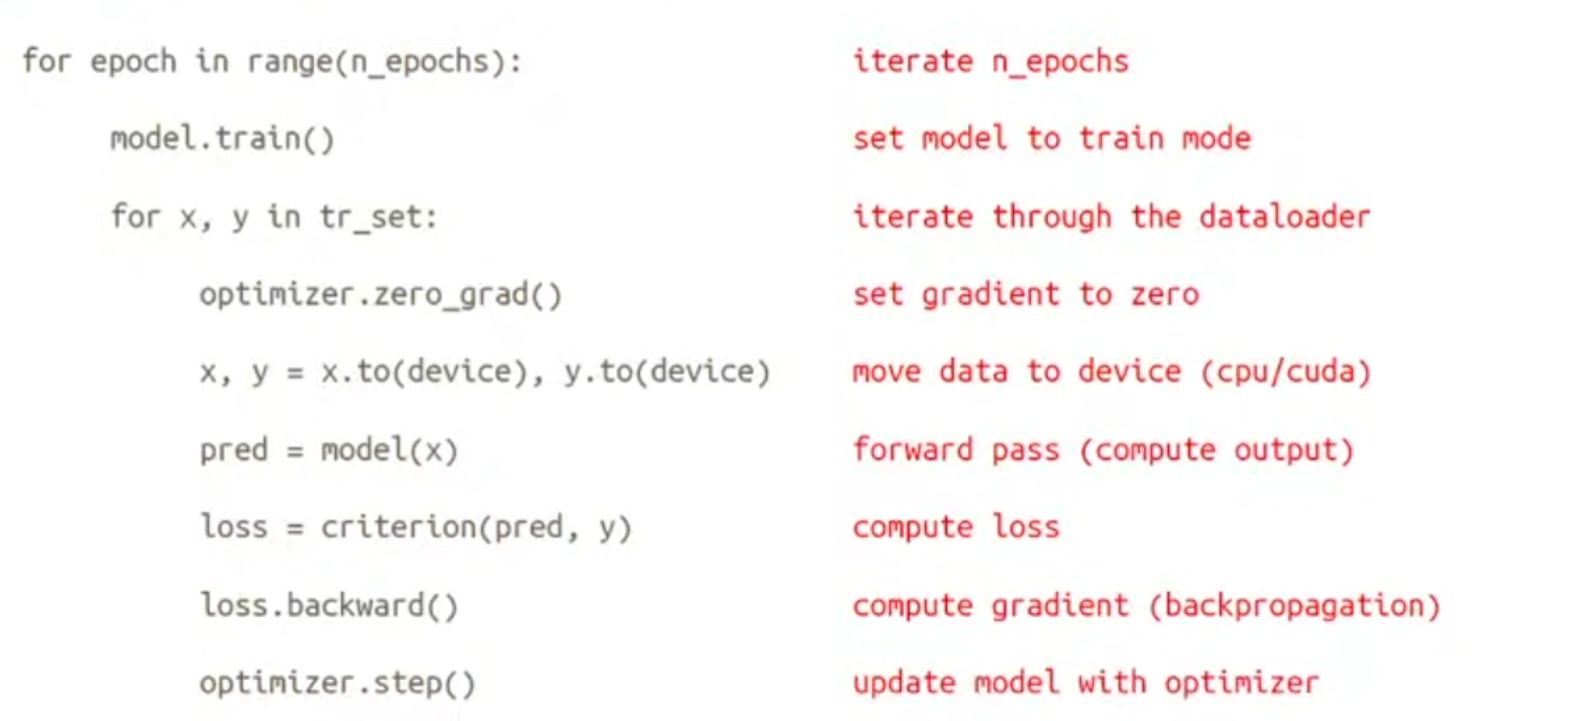 for epoch in range(n_epochs): iterate n_epochs
model.train() set model to train mode
for x, y in tr_set: iterate through the dataloader
optimizer.zero_grad() set gradient to zero
x, y = x.to(device), y.to(device) move data to device (cpu/cuda)
pred = model(x) forward pass (compute output)
loss = criterion(pred, y) compute loss
loss.backward() compute gradient (backpropagation)
optimizer.step() update model with optimizer